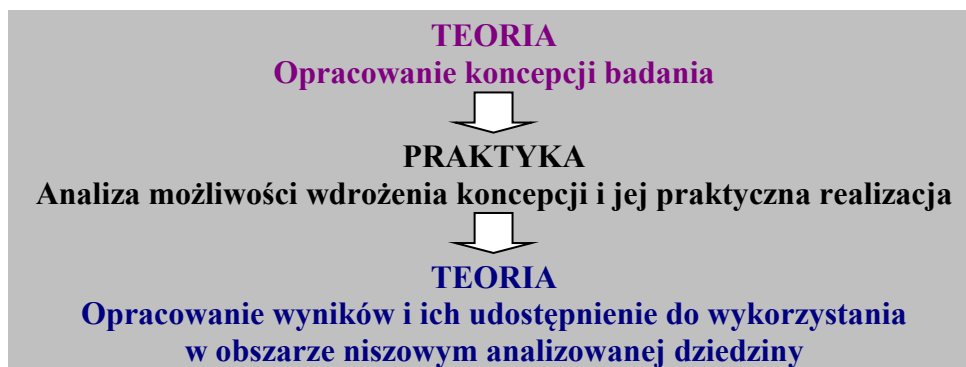 TEORIA
Opracowanie koncepcji badania
PRAKTYKA
Analiza możliwości wdrożenia koncepcji i jej praktyczna realizacja
TEORIA
Opracowanie wyników i ich udostępnienie do wykorzystania
w obszarze niszowym analizowanej dziedziny